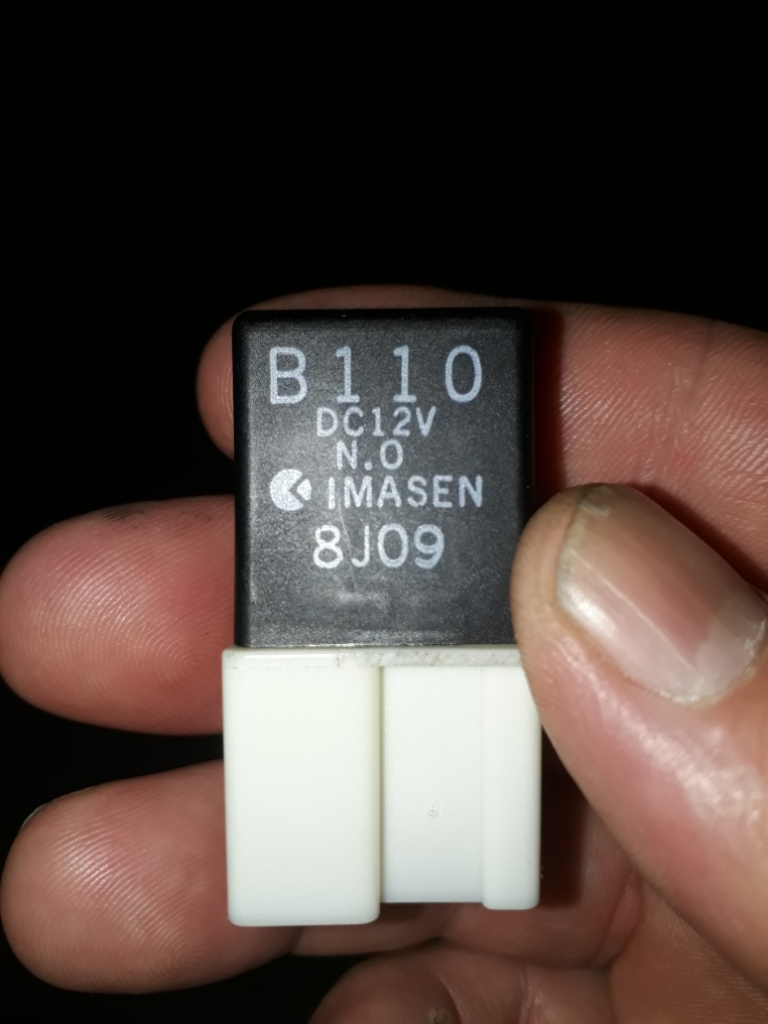 B110
DC12V
N.O
IMASEN
8J09